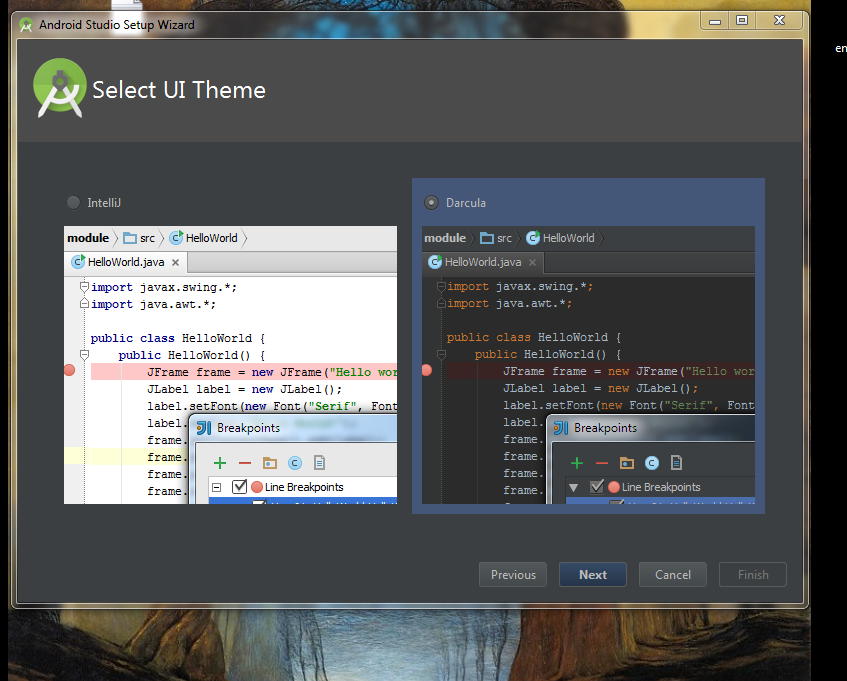 Android Studio Setup Wizard
en
Select UI Theme
IntelliJ
module src HelloWorld
HelloWorld.java
import javax.swing.*;
import java.awt.*;
public class HelloWorld {
public HelloWorld() {
JFrame frame = new JFrame("Hello wor
JLabel label = new JLabel();
label.setFont(new Font("Serif", Font
label.
frame.
frame.
frame.
frame.
Breakpoints
Line Breakpoints
Darcula
module src HelloWorld
HelloWorld.java
import javax.swing.*;
import java.awt.*;
public class HelloWorld {
public HelloWorld() {
JFrame frame = new JFrame("Hello wor
JLabel label = new JLabel();
label.setFont(new Font("Serif", Font
label.
frame.
frame.
frame.
frame.
Breakpoints
Line Breakpoints
Previous Next Cancel Finish